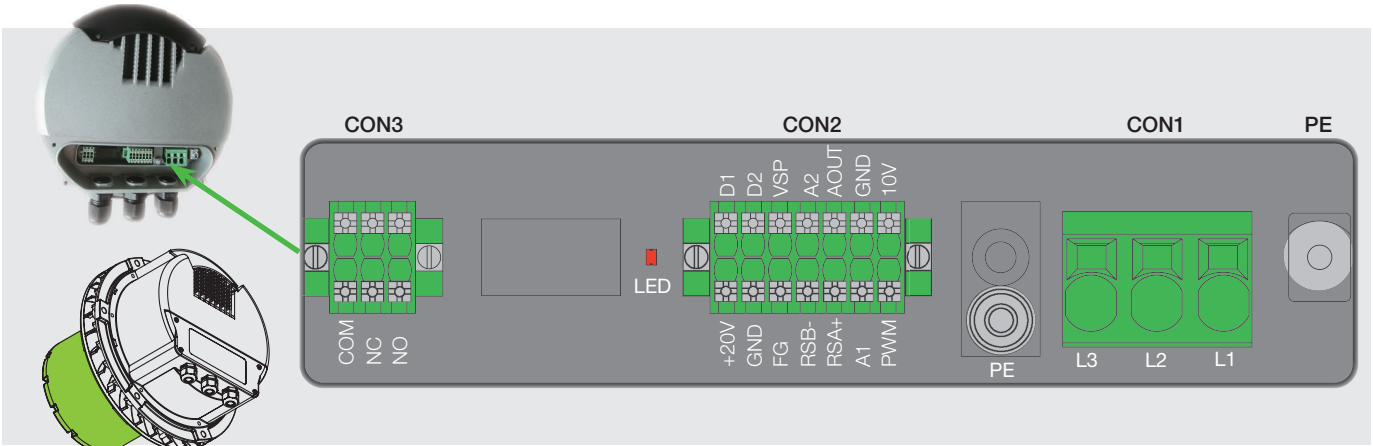 CON3
CON2
CON1
PE
D1
D2
VSP
A2
AOUT
GND
10V
LED
COM
NC
NO
+20V
GND
FG
RSB-
RSA+
A1
PWM
PE
L3
L2
L1